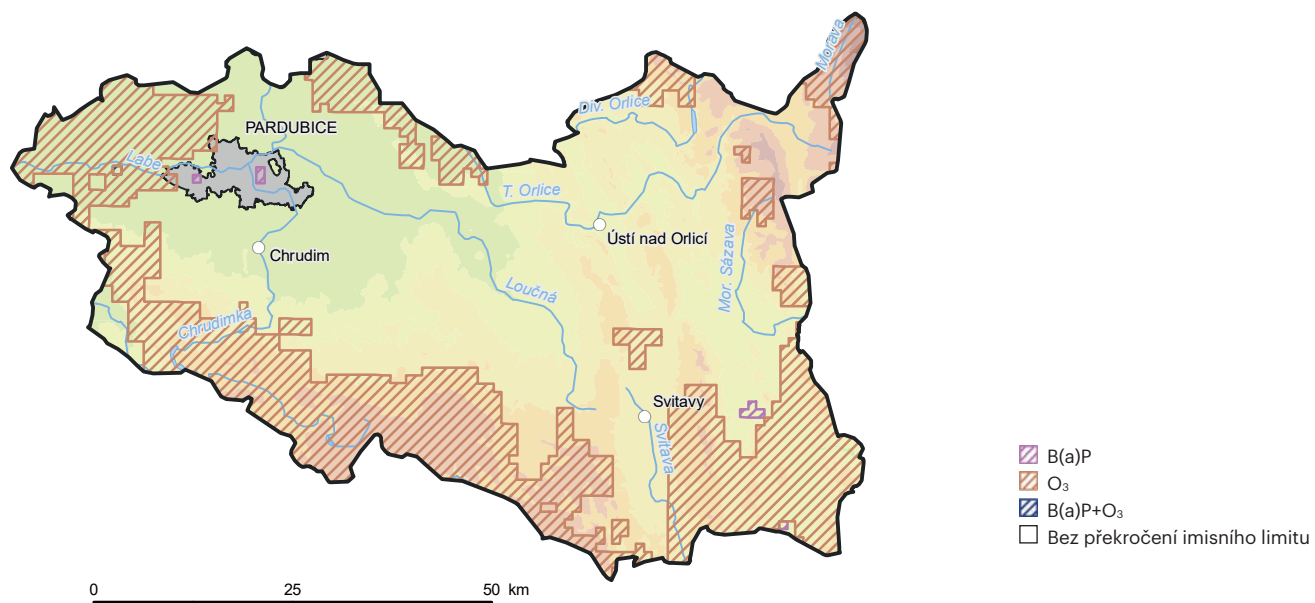 Morava
Div. Orlice
PARDUBICE
Labe
T. Orlice
Ústí nad Orlicí
Chrudim
Mor. Sázava
Loučná
Chrudimka
Svitavy
Svitava
B(a)P
O₃
B(a)P+O₃
Bez překročení imisního limitu
0 25 50 km